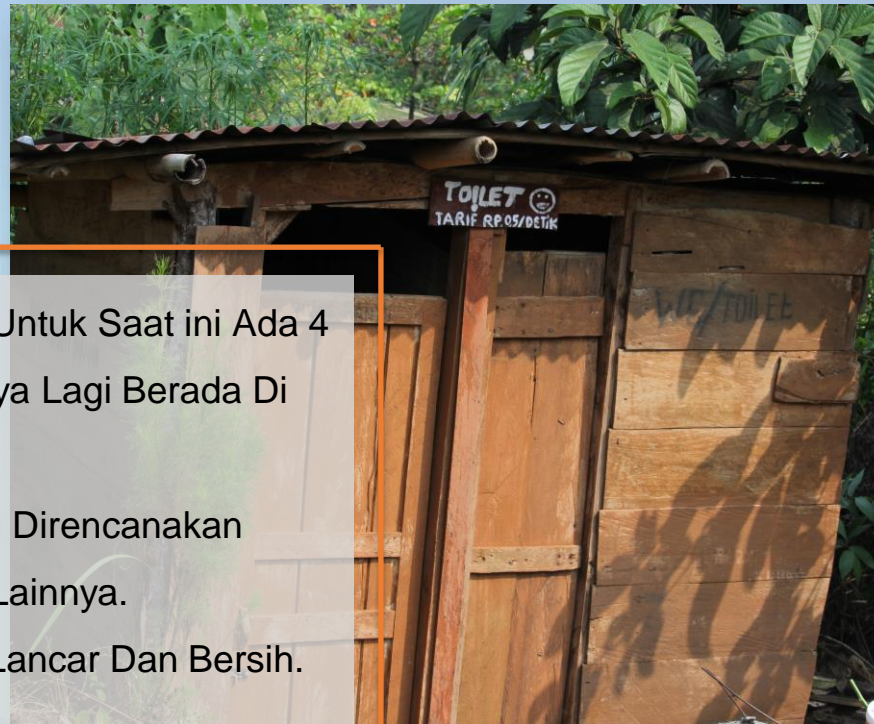 TOILET
TARIF RP.05/DETIK
WC/TOILET
Untuk Saat ini Ada 4
ya Lagi Berada Di
Direncanakan
Lainnya.
Lancar Dan Bersih.